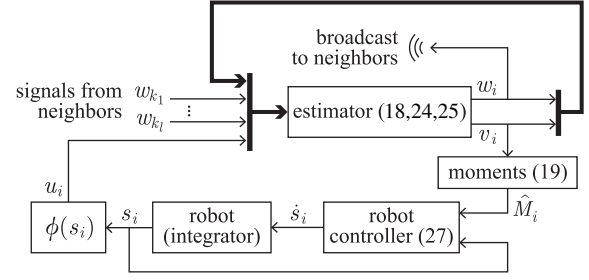 broadcast
to neighbors
signals from
neighbors
w_{k_1}
⋮
w_{k_l}
estimator (18,24,25)
w_i
v_i
moments (19)
u_i
\hat{M}_i
ϕ(s_i)
s_i
robot
(integrator)
\dot{s}_i
robot
controller (27)